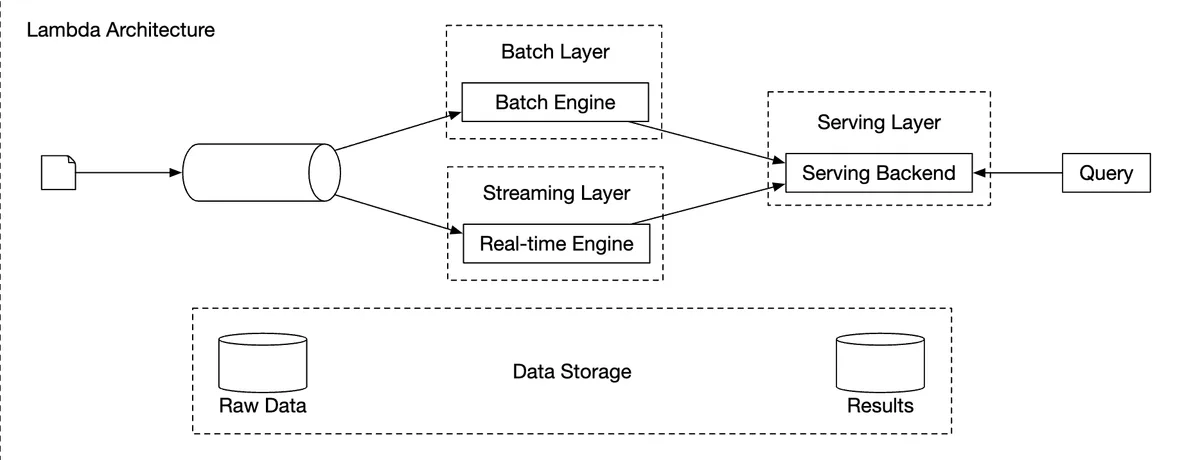 Lambda Architecture
Batch Layer
Batch Engine
Streaming Layer
Real-time Engine
Serving Layer
Serving Backend
Query
Data Storage
Raw Data
Results